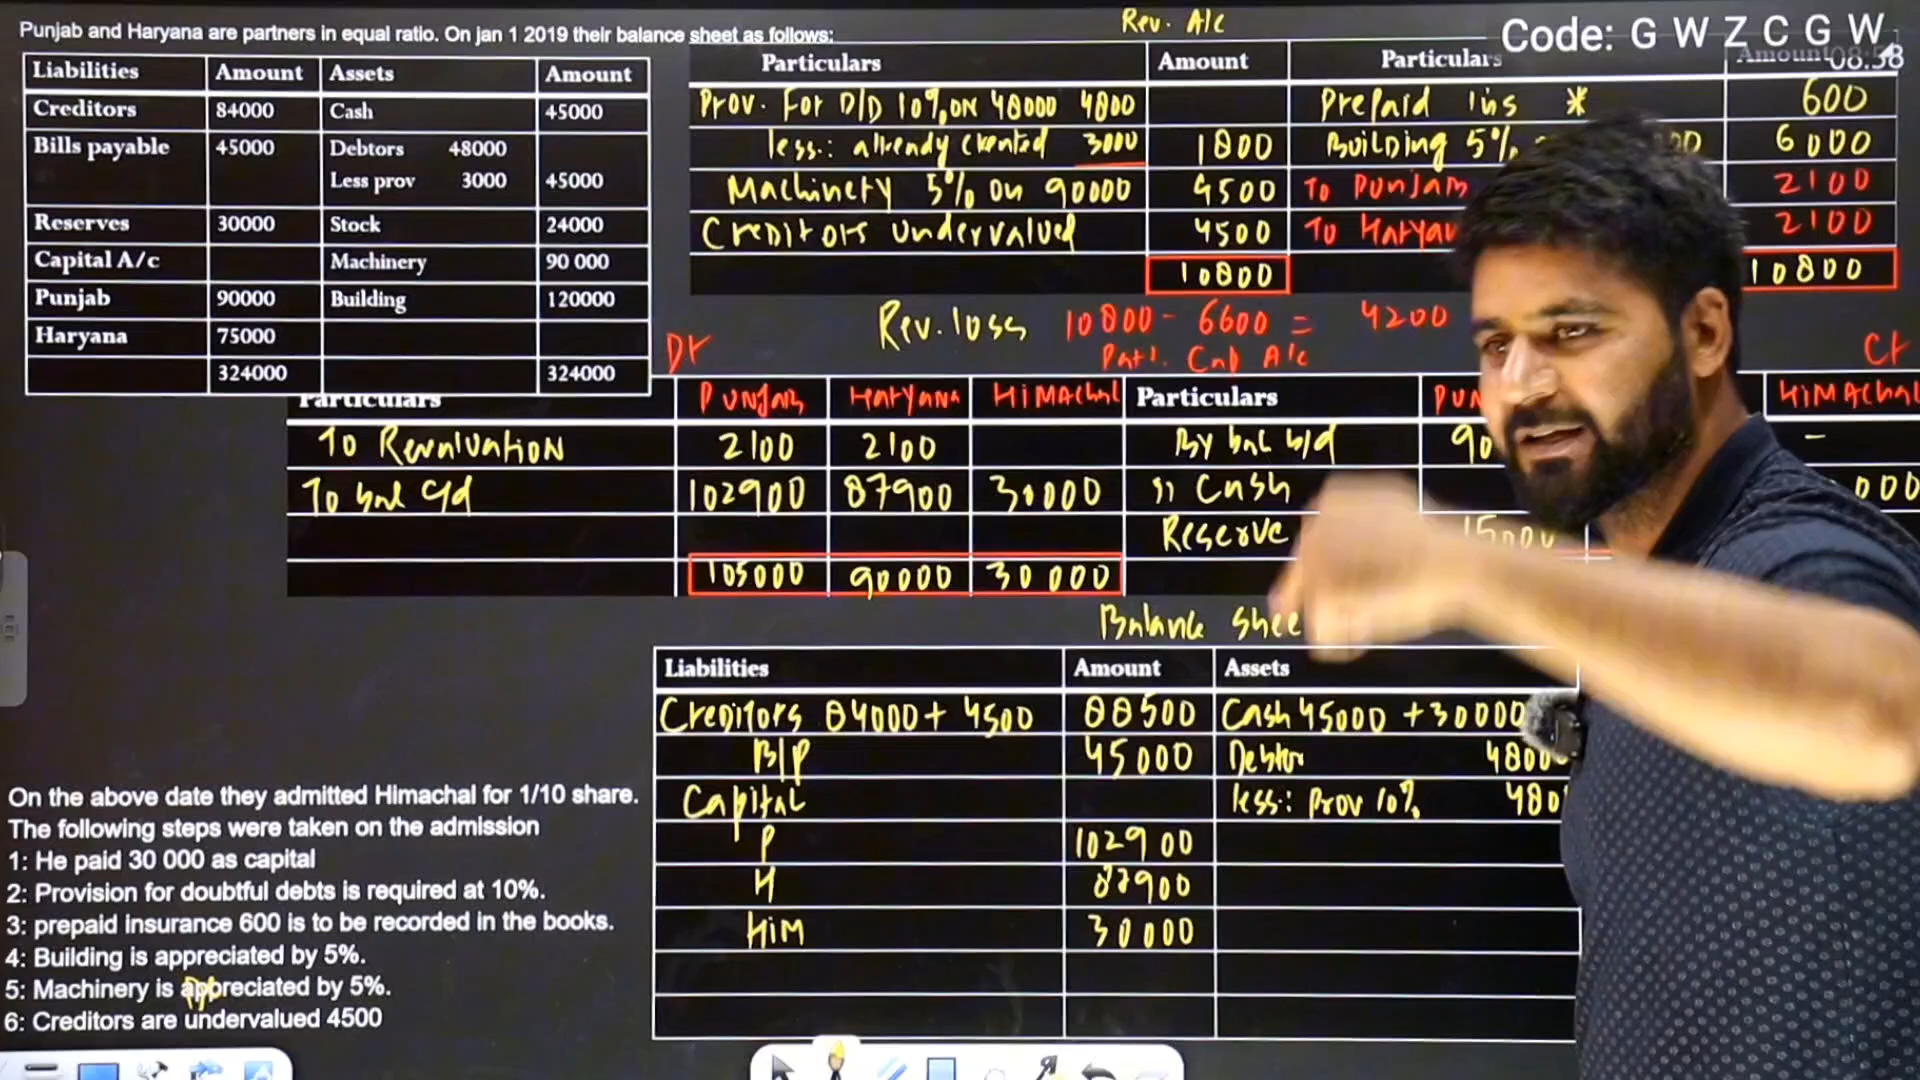 Punjab and Haryana are partners in equal ratio. On jan 1 2019 their balance sheet as follows:
Liabilities Amount Assets Amount
Creditors 84000 Cash 45000
Bills payable 45000 Debtors 48000
Less prov 3000 45000
Reserves 30000 Stock 24000
Capital A/c Machinery 90 000
Punjab 90000 Building 120000
Haryana 75000
324000 324000
Rev. A/c
Code: G W Z C G W
08:58
Particulars Amount Particulars Amount
Prov. For D/D 10% on 48000 4800 Prepaid ins * 600
less: already created 3000 1800 Building 5% 6000
Machinery 5% on 90000 4500 To Punjab 2100
Creditors undervalued 4500 To 2100
10800 10800
Rev. loss 10800 - 6600 = 4200
Dr Part. Cap A/c Cr
Particulars Punjab Haryana Himachal Particulars PUN Himachal
To Revaluation 2100 2100 By bal b/d 90 -
To bal c/d 102900 87900 30000 Cash 000
Reserve 15000
105000 90000 30000
Balance Shee
Liabilities Amount Assets
Creditors 84000 + 4500 88500 Cash 45000 + 30000
B/P 45000 Debtor
Capital less: Prov 10%
P 102900
H 87900
Him 30000
On the above date they admitted Himachal for 1/10 share.
The following steps were taken on the admission
1: He paid 30 000 as capital
2: Provision for doubtful debts is required at 10%.
3: prepaid insurance 600 is to be recorded in the books.
4: Building is appreciated by 5%.
5: Machinery is appreciated by 5%.
6: Creditors are undervalued 4500